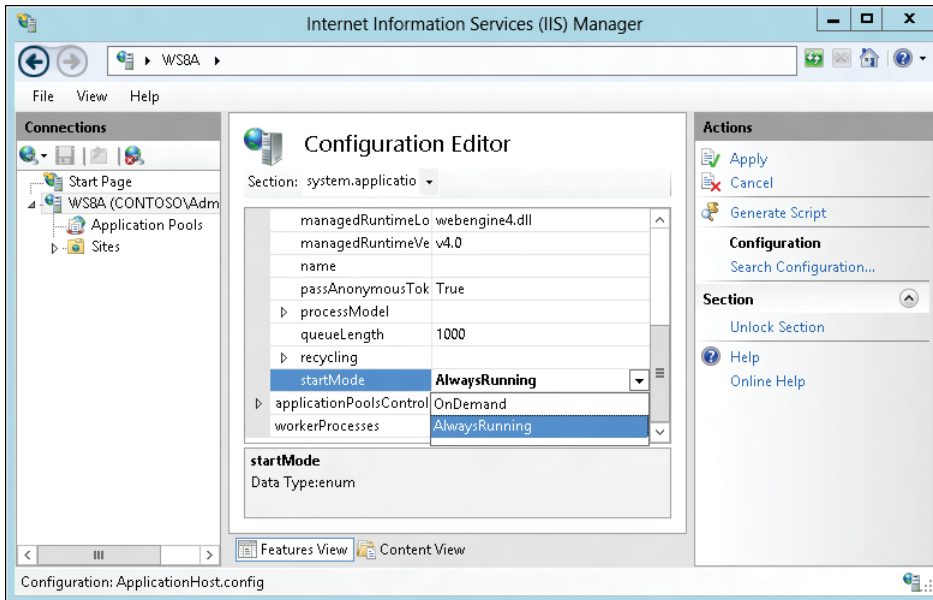 Internet Information Services (IIS) Manager
WS8A
File View Help
Connections
Start Page
WS8A (CONTOSO\Adm
Application Pools
Sites
Configuration Editor
Section: system.applicatio
managedRuntimeLo webengine4.dll
managedRuntimeVe v4.0
name
passAnonymousTok True
processModel
queueLength 1000
recycling
startMode AlwaysRunning
applicationPoolsControl OnDemand
workerProcesses AlwaysRunning
startMode
Data Type:enum
Features View Content View
Actions
Apply
Cancel
Generate Script
Configuration
Search Configuration...
Section
Unlock Section
Help
Online Help
Configuration: ApplicationHost.config